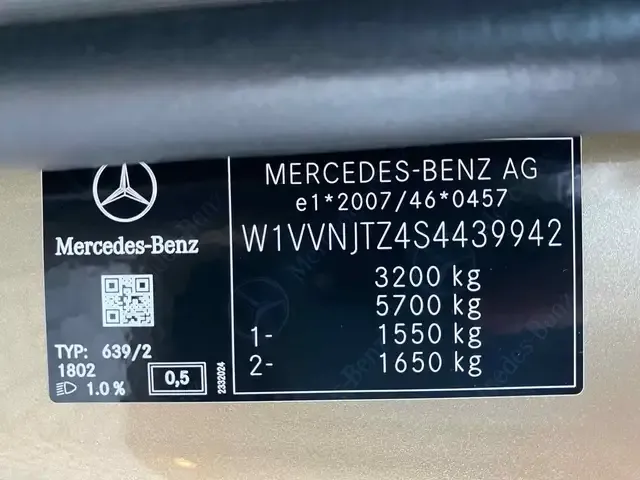 MERCEDES-BENZ AG
e1*2007/46*0457
W1VVNJTZ4S4439942
3200 kg
5700 kg
1- 1550 kg
2- 1650 kg
Mercedes-Benz
TYP: 639/2
1802
1.0 %
0,5
2332024